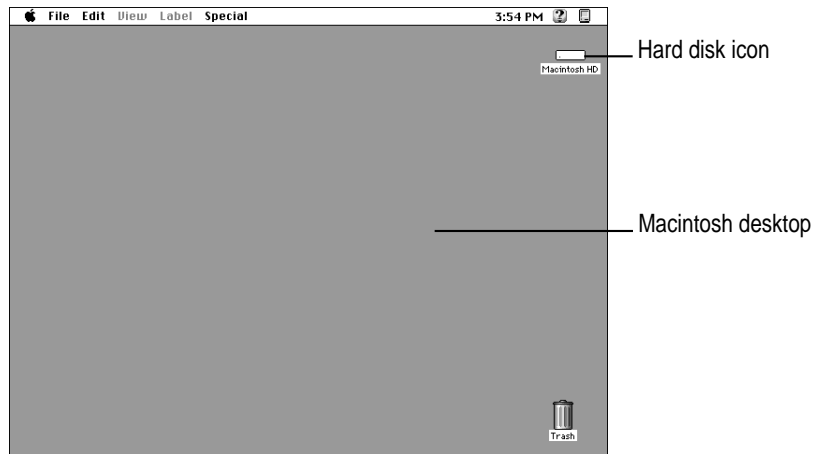 File Edit View Label Special 3:54 PM
Hard disk icon
Macintosh HD
Macintosh desktop
Trash